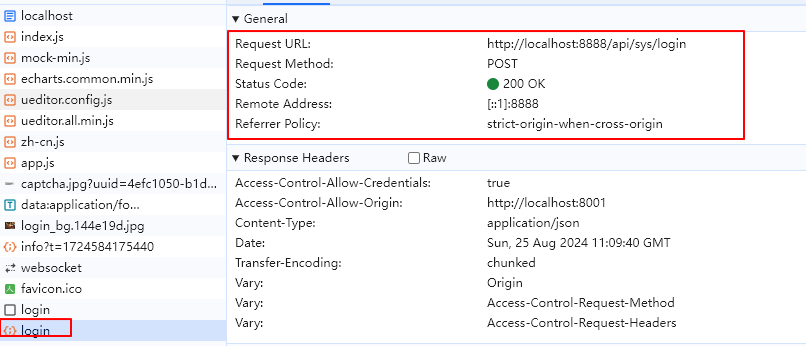 localhost
index.js
mock-min.js
echarts.common.min.js
ueditor.config.js
ueditor.all.min.js
zh-cn.js
app.js
captcha.jpg?uuid=4efc1050-b1d...
data:application/fo...
login_bg.144e19d.jpg
info?t=1724584175440
websocket
favicon.ico
login
login
General
Request URL: http://localhost:8888/api/sys/login
Request Method: POST
Status Code: 200 OK
Remote Address: [::1]:8888
Referrer Policy: strict-origin-when-cross-origin
Response Headers Raw
Access-Control-Allow-Credentials: true
Access-Control-Allow-Origin: http://localhost:8001
Content-Type: application/json
Date: Sun, 25 Aug 2024 11:09:40 GMT
Transfer-Encoding: chunked
Vary: Origin
Vary: Access-Control-Request-Method
Vary: Access-Control-Request-Headers